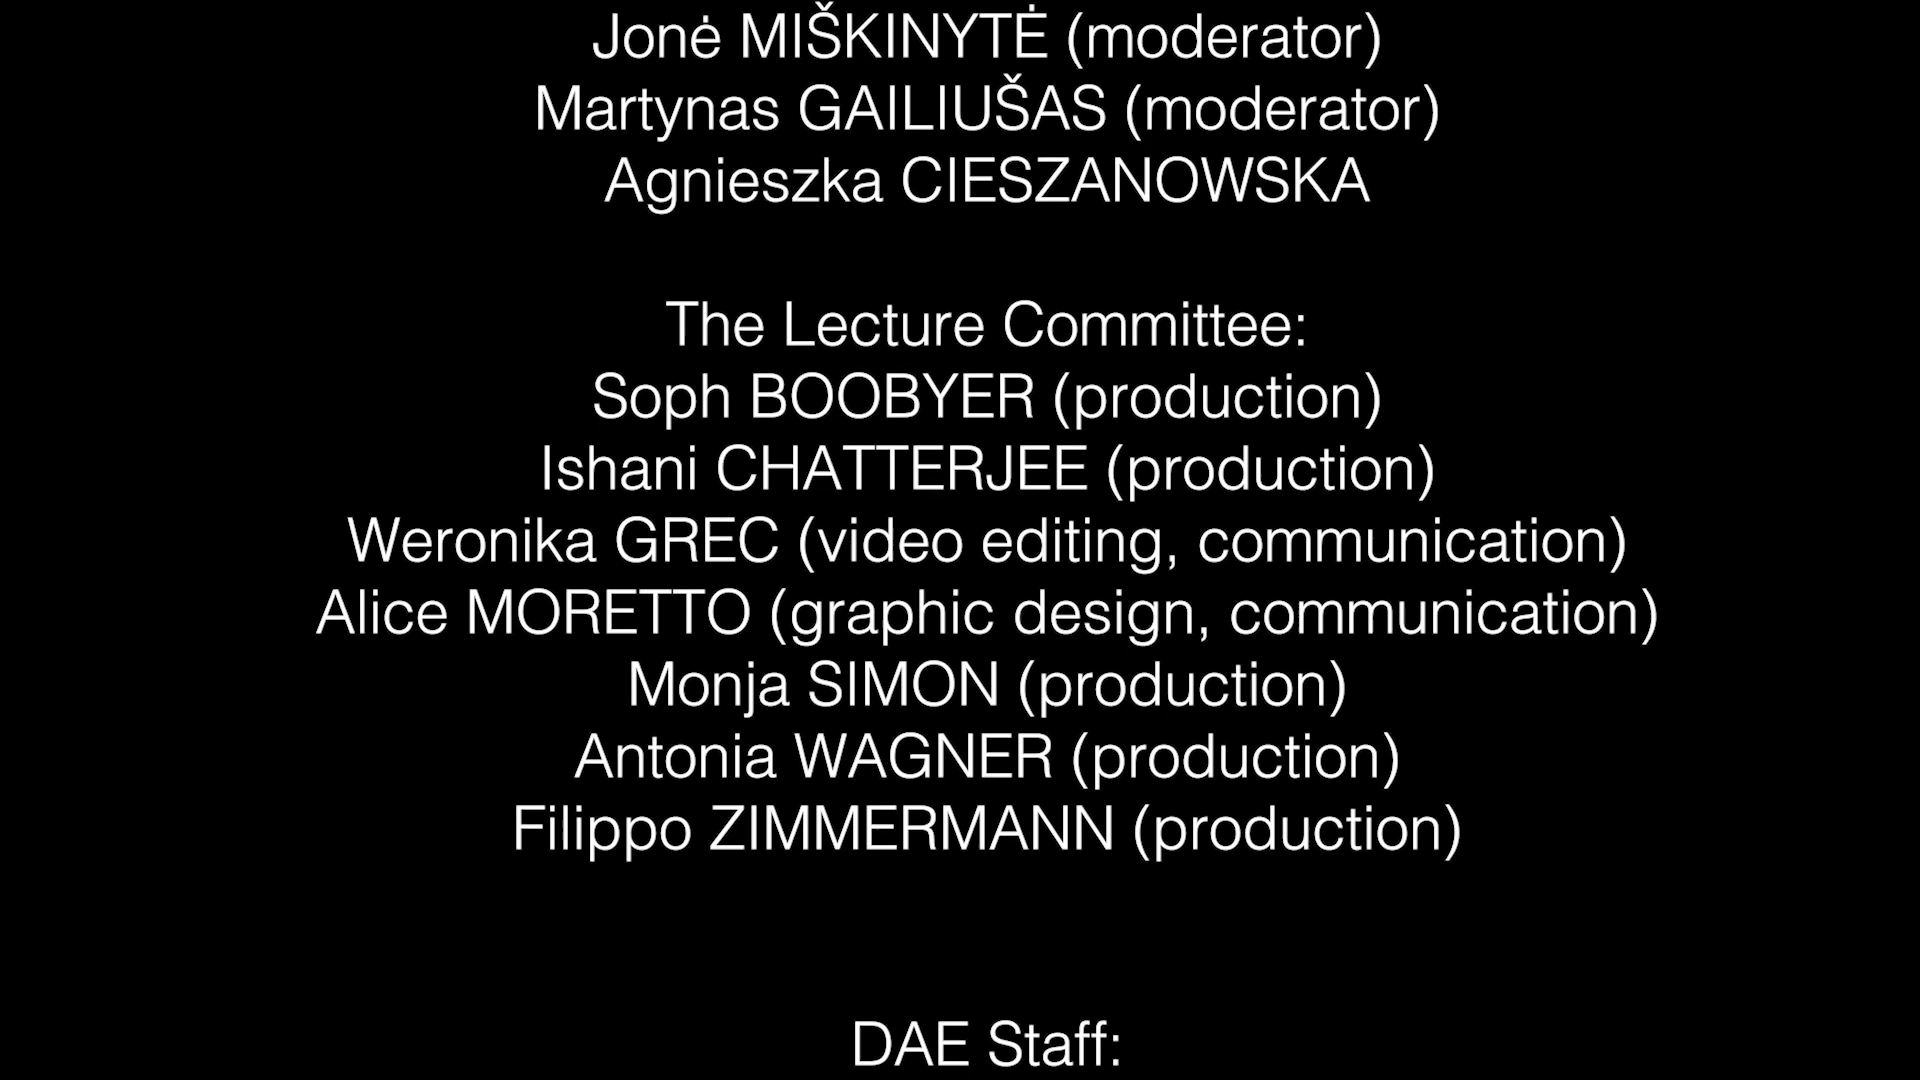 Jonė MIŠKINYTĖ (moderator)
Martynas GAILIUŠAS (moderator)
Agnieszka CIESZANOWSKA
The Lecture Committee:
Soph BOOBYER (production)
Ishani CHATTERJEE (production)
Weronika GREC (video editing, communication)
Alice MORETTO (graphic design, communication)
Monja SIMON (production)
Antonia WAGNER (production)
Filippo ZIMMERMANN (production)
DAE Staff: